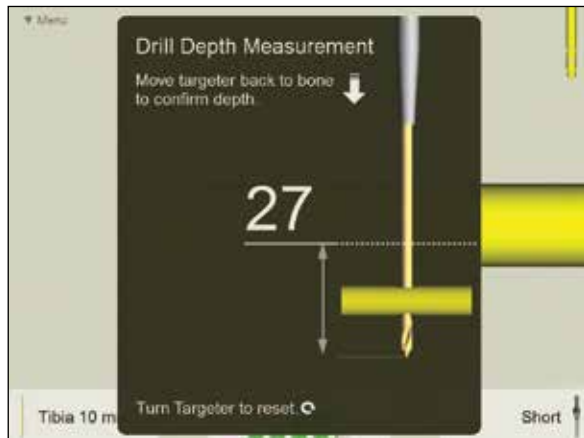 ▼ Menu
Drill Depth Measurement
Move targeter back to bone
to confirm depth.
27
Turn Targeter to reset.
Tibia 10 m
Short